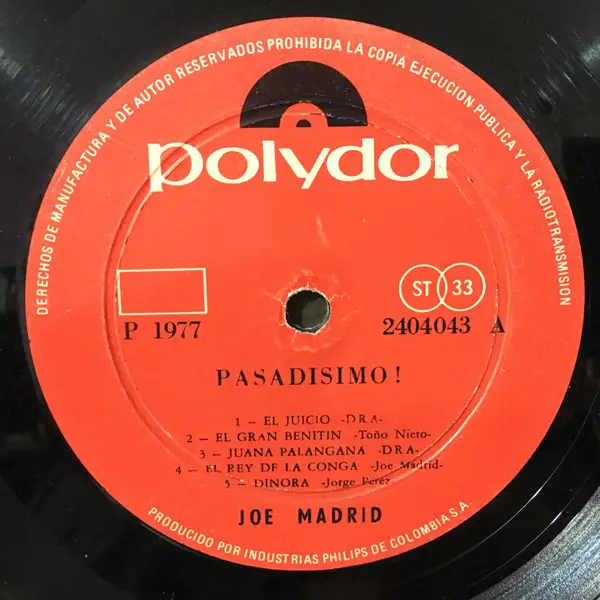 DERECHOS DE MANUFACTURA Y DE AUTOR RESERVADOS PROHIBIDA LA COPIA EJECUCION PUBLICA Y LA RADIOTRANSMISION
polydor
ST 33
P 1977
2404043 A
PASADISIMO!
1 — EL JUICIO -DRA-
2 — EL GRAN BENITIN -Toño Nieto-
3 — JUANA PALANGANA -DRA-
4 — EL REY DE LA CONGA -Joe Madrid-
5 — DINORA -Jorge Peréz-
JOE MADRID
PRODUCIDO POR INDUSTRIAS PHILIPS DE COLOMBIA S.A.